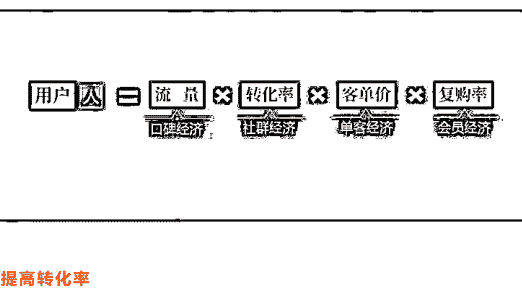 用户 人 = 流 量 × 转化率 × 客单价 × 复购率
口碑经济 社群经济 单客经济 会员经济
提高转化率